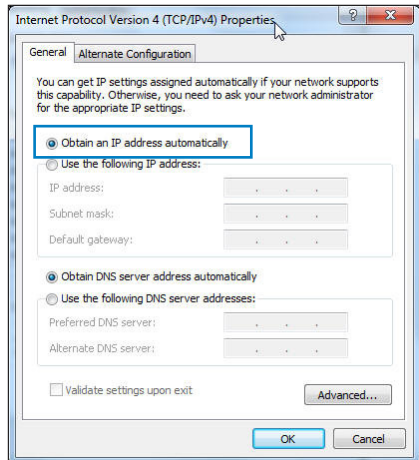 Internet Protocol Version 4 (TCP/IPv4) Properties
General
Alternate Configuration
You can get IP settings assigned automatically if your network supports
this capability. Otherwise, you need to ask your network administrator
for the appropriate IP settings.
Obtain an IP address automatically
Use the following IP address:
IP address:
Subnet mask:
Default gateway:
Obtain DNS server address automatically
Use the following DNS server addresses:
Preferred DNS server:
Alternate DNS server:
Validate settings upon exit
Advanced...
OK
Cancel